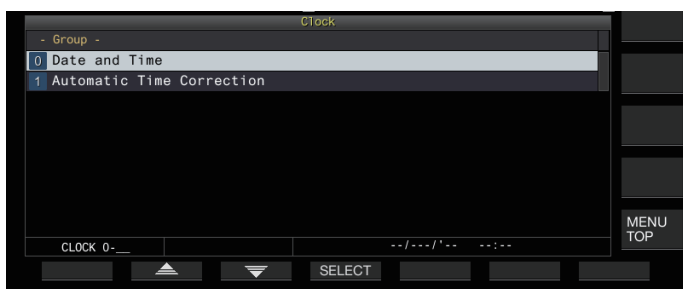 Clock
- Group -
0 Date and Time
1 Automatic Time Correction
MENU
TOP
CLOCK 0-__
--/---/'-- --:--
SELECT